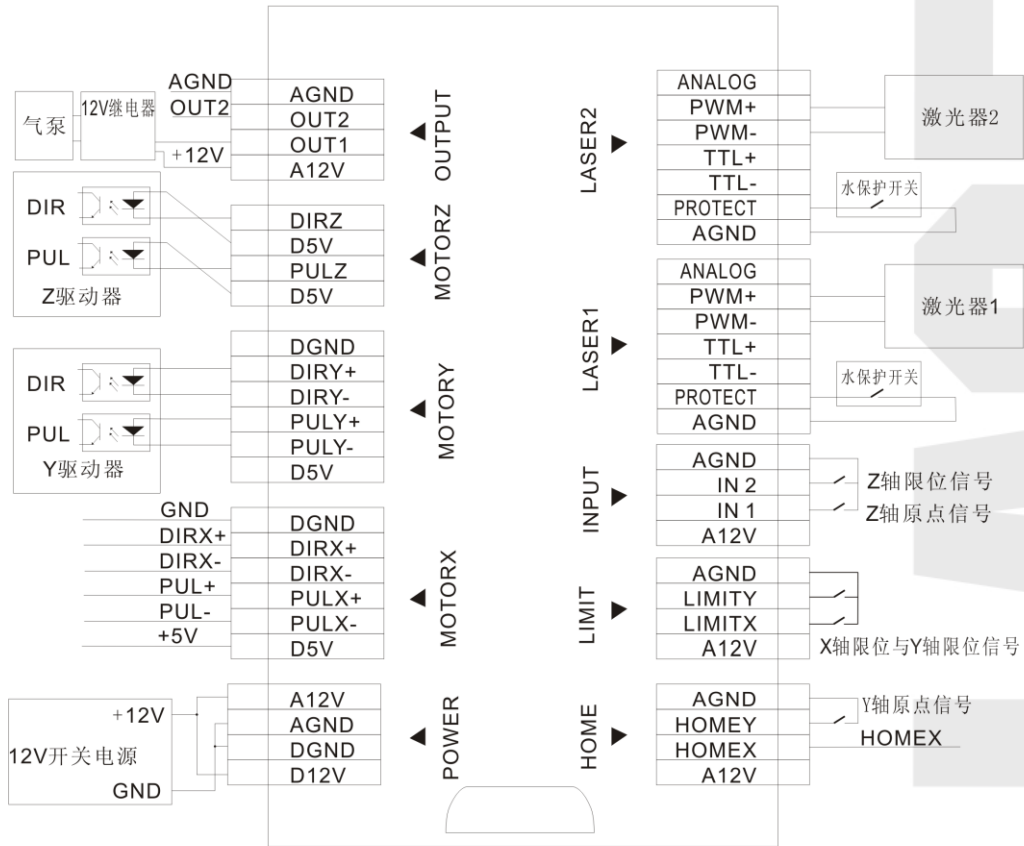 AGND
OUT2
气泵
12V继电器
+12V
AGND
OUT2
OUT1
A12V
OUTPUT
DIR
PUL
Z驱动器
DIRZ
D5V
PULZ
D5V
MOTORZ
DIR
PUL
Y驱动器
DGND
DIRY+
DIRY-
PULY+
PULY-
D5V
MOTORY
GND
DIRX+
DIRX-
PUL+
PUL-
+5V
DGND
DIRX+
DIRX-
PULX+
PULX-
D5V
MOTORX
+12V
12V开关电源
GND
A12V
AGND
DGND
D12V
POWER
LASER2
ANALOG
PWM+
PWM-
TTL+
TTL-
PROTECT
AGND
激光器2
水保护开关
LASER1
ANALOG
PWM+
PWM-
TTL+
TTL-
PROTECT
AGND
激光器1
水保护开关
INPUT
AGND
IN 2
IN 1
A12V
Z轴限位信号
Z轴原点信号
LIMIT
AGND
LIMITY
LIMITX
A12V
X轴限位与Y轴限位信号
HOME
AGND
HOMEY
HOMEX
A12V
Y轴原点信号
HOMEX